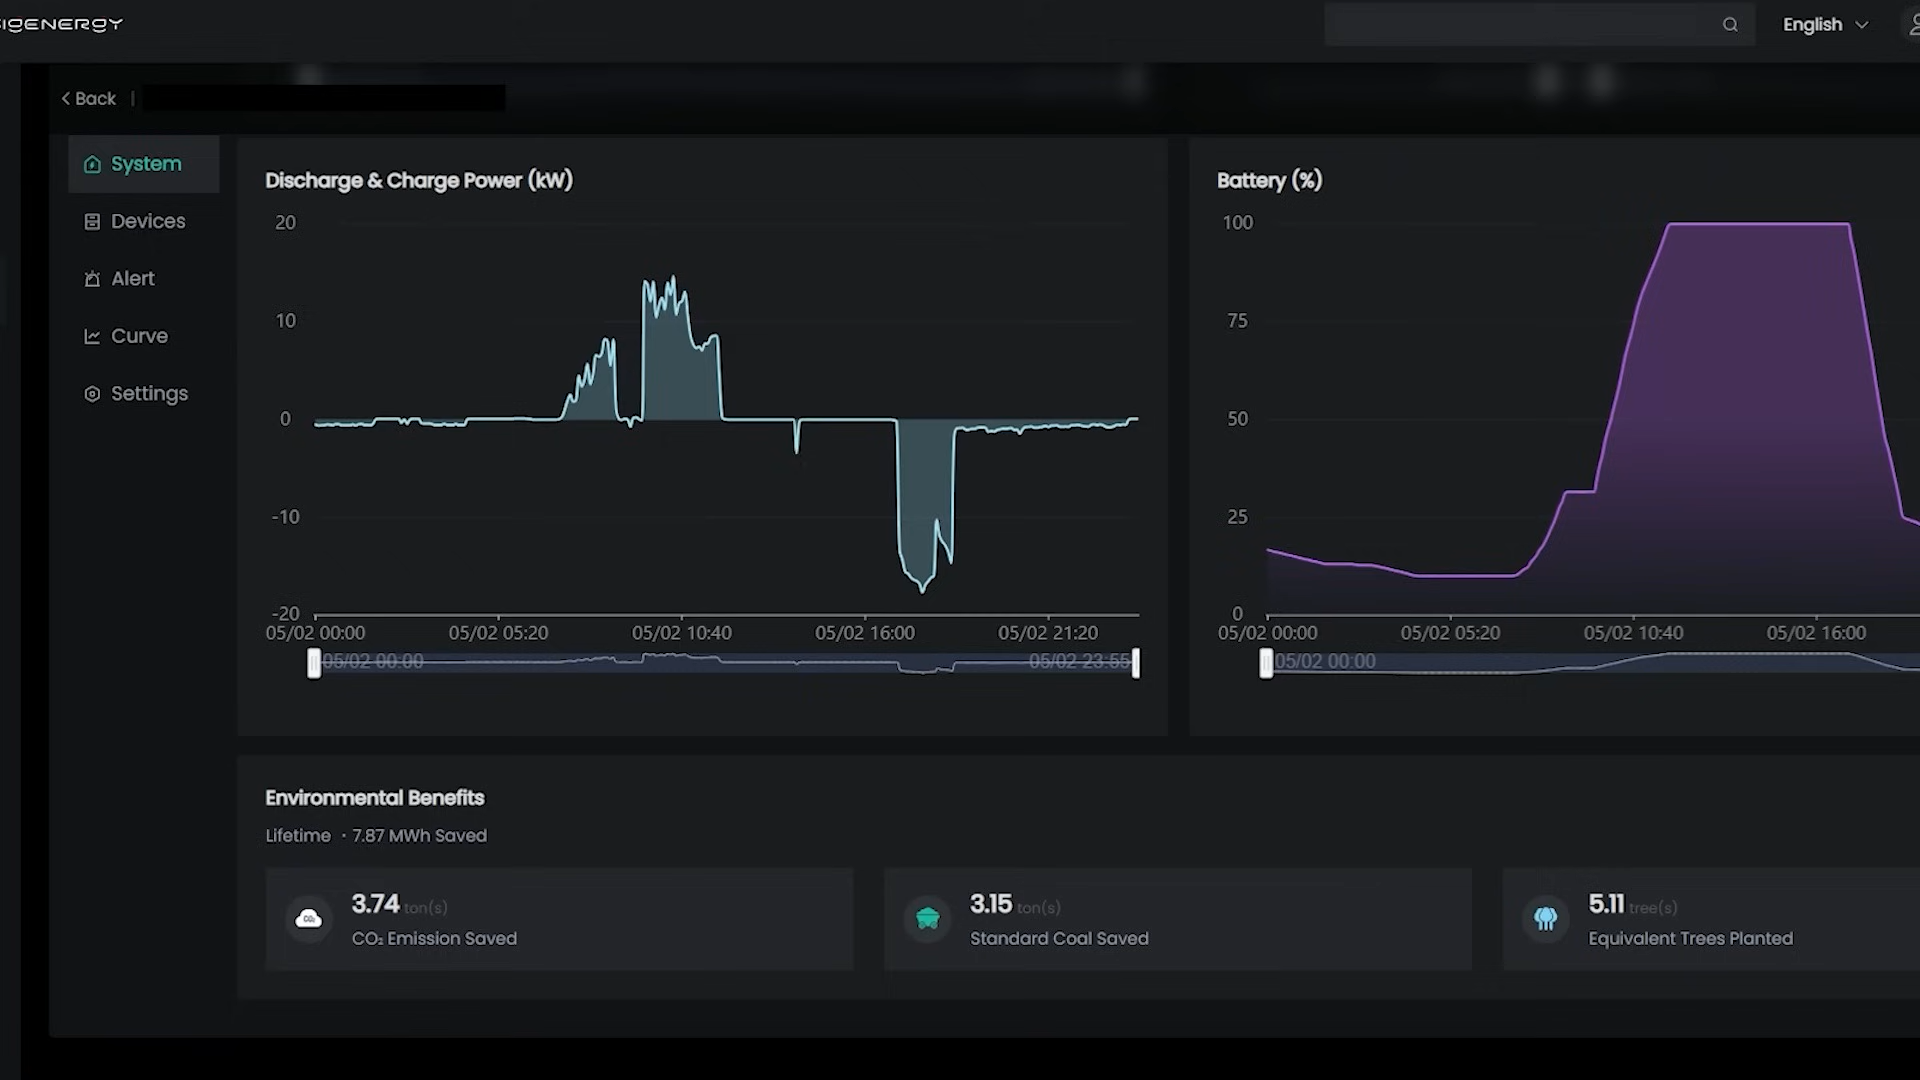 IGENERGY
English
Back |
System
Devices
Alert
Curve
Settings
Discharge & Charge Power (kW)
20
10
0
-10
-20
05/02 00:00 05/02 05:20 05/02 10:40 05/02 16:00 05/02 21:20
05/02 00:00 05/02 23:55
Battery (%)
100
75
50
25
0
05/02 00:00 05/02 05:20 05/02 10:40 05/02 16:00
05/02 00:00
Environmental Benefits
Lifetime · 7.87 MWh Saved
3.74 ton(s)
CO₂ Emission Saved
3.15 ton(s)
Standard Coal Saved
5.11 tree(s)
Equivalent Trees Planted